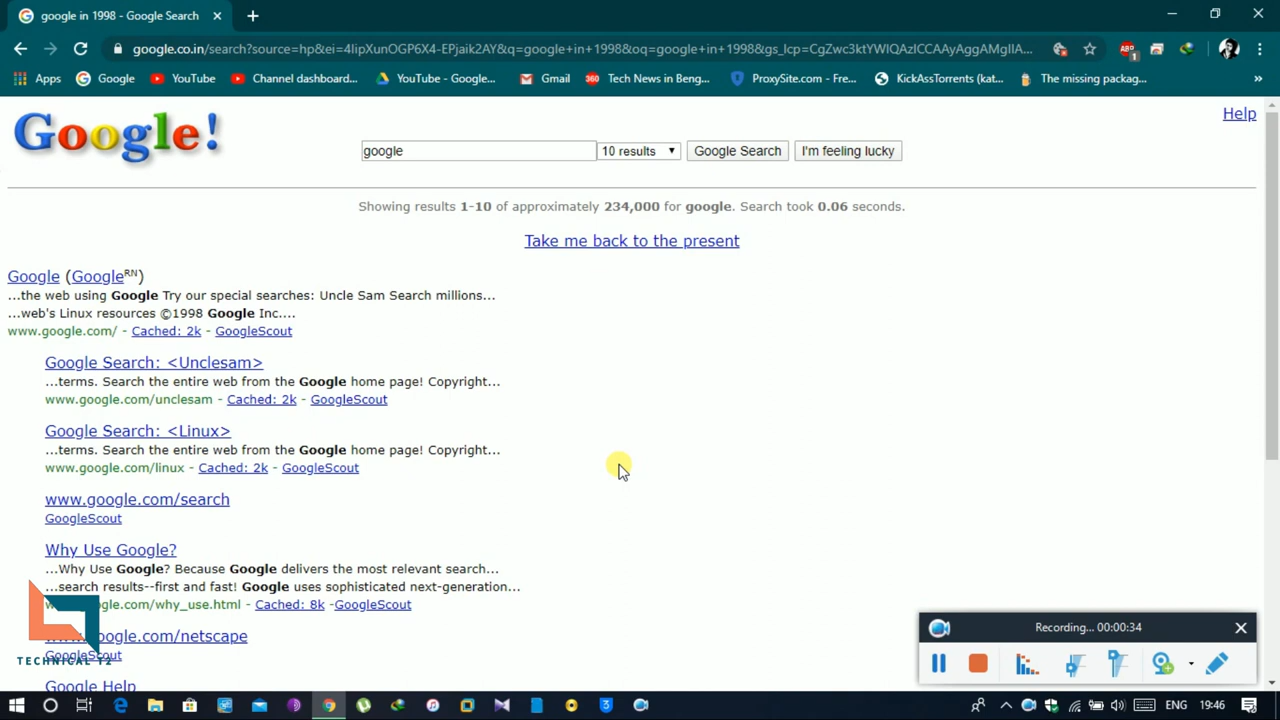 google in 1998 - Google Search
google.co.in/search?source=hp&ei=4IipXunOGP6X4-EPjaik2AY&q=google+in+1998&oq=google+in+1998&gs_lcp=CgZwc3ktYWIQAzICCAAyAggAMgIIA...
Apps Google YouTube Channel dashboard... YouTube - Google... Gmail Tech News in Beng... ProxySite.com - Fre... KickAssTorrents (kat... The missing packag... »
Google!
Help
google 10 results Google Search I'm feeling lucky
Showing results 1-10 of approximately 234,000 for google. Search took 0.06 seconds.
Take me back to the present
Google (GoogleRN)
...the web using Google Try our special searches: Uncle Sam Search millions...
...web's Linux resources ©1998 Google Inc....
www.google.com/ - Cached: 2k - GoogleScout
Google Search: <Unclesam>
...terms. Search the entire web from the Google home page! Copyright...
www.google.com/unclesam - Cached: 2k - GoogleScout
Google Search: <Linux>
...terms. Search the entire web from the Google home page! Copyright...
www.google.com/linux - Cached: 2k - GoogleScout
www.google.com/search
GoogleScout
Why Use Google?
...Why Use Google? Because Google delivers the most relevant search...
...search results--first and fast! Google uses sophisticated next-generation...
google.com/why_use.html - Cached: 8k -GoogleScout
google.com/netscape
GoogleScout
Google Help
TECHNICAL T2
Recording... 00:00:34
ENG 19:46